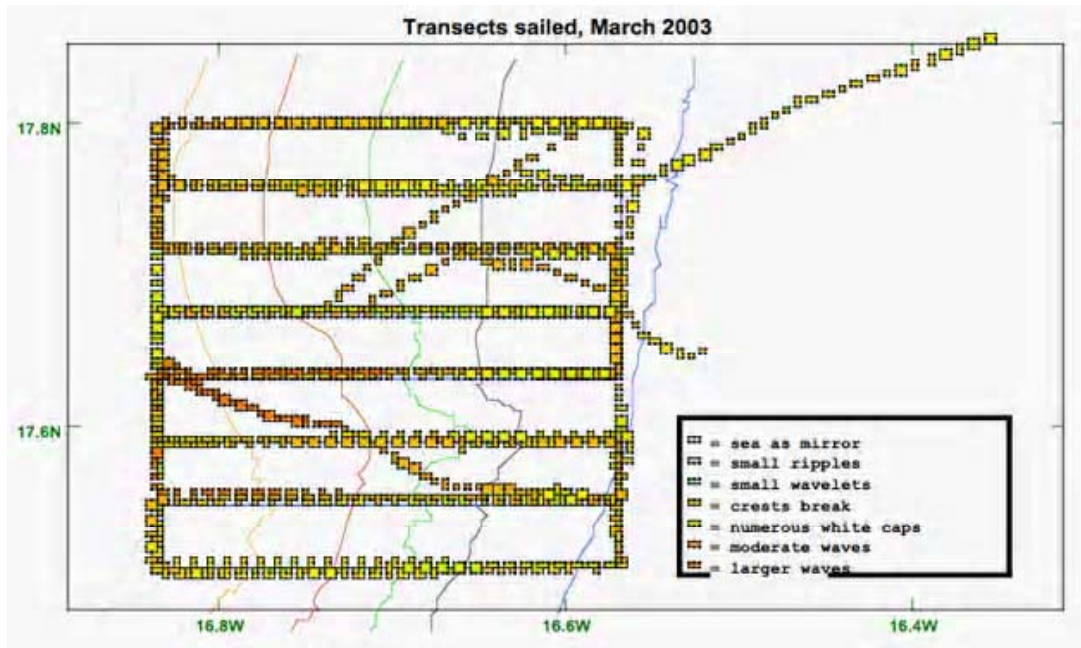 Transects sailed, March 2003
17.8N
17.6N
= sea as mirror
= small ripples
= small wavelets
= crests break
= numerous white caps
= moderate waves
= larger waves
16.8W 16.6W 16.4W